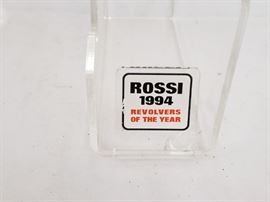 ROSSI
1994
REVOLVERS
OF THE YEAR